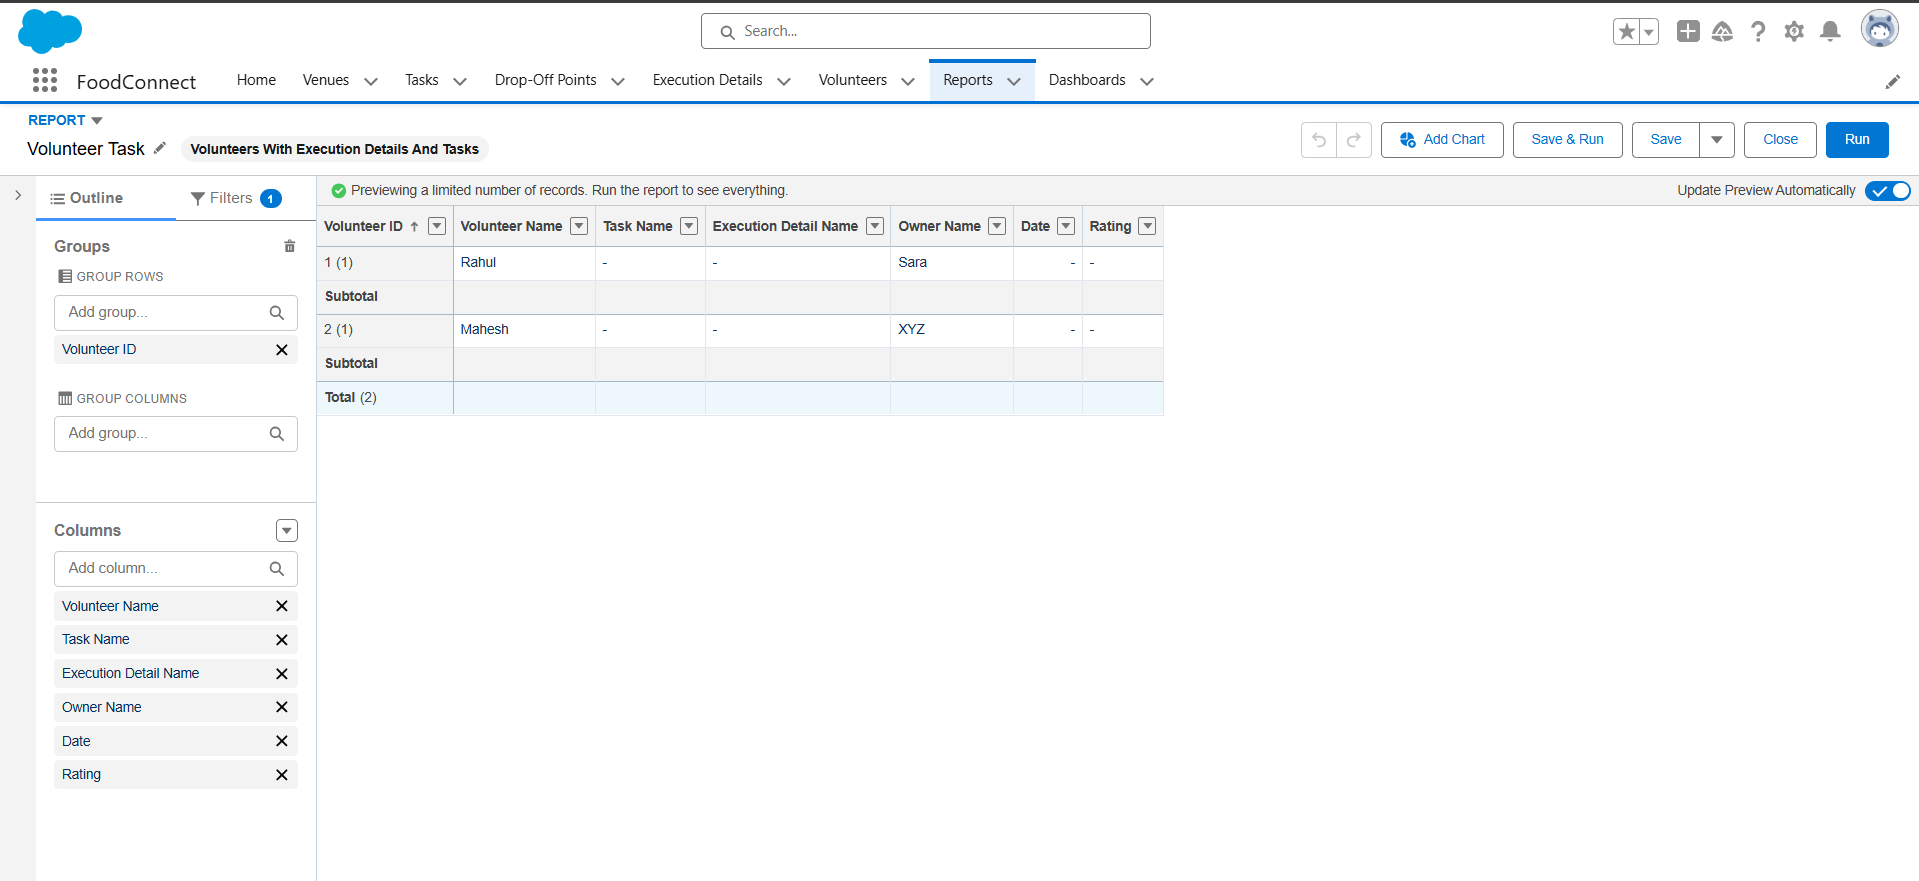 Search...
FoodConnect Home Venues Tasks Drop-Off Points Execution Details Volunteers Reports Dashboards
REPORT
Volunteer Task Volunteers With Execution Details And Tasks
Add Chart Save & Run Save Close Run
Outline Filters 1
Previewing a limited number of records. Run the report to see everything. Update Preview Automatically
Groups
GROUP ROWS
Add group...
Volunteer ID
GROUP COLUMNS
Add group...
Columns
Add column...
Volunteer Name
Task Name
Execution Detail Name
Owner Name
Date
Rating
Volunteer ID ↑ Volunteer Name Task Name Execution Detail Name Owner Name Date Rating
1 (1) Rahul - - Sara - -
Subtotal
2 (1) Mahesh - - XYZ - -
Subtotal
Total (2)